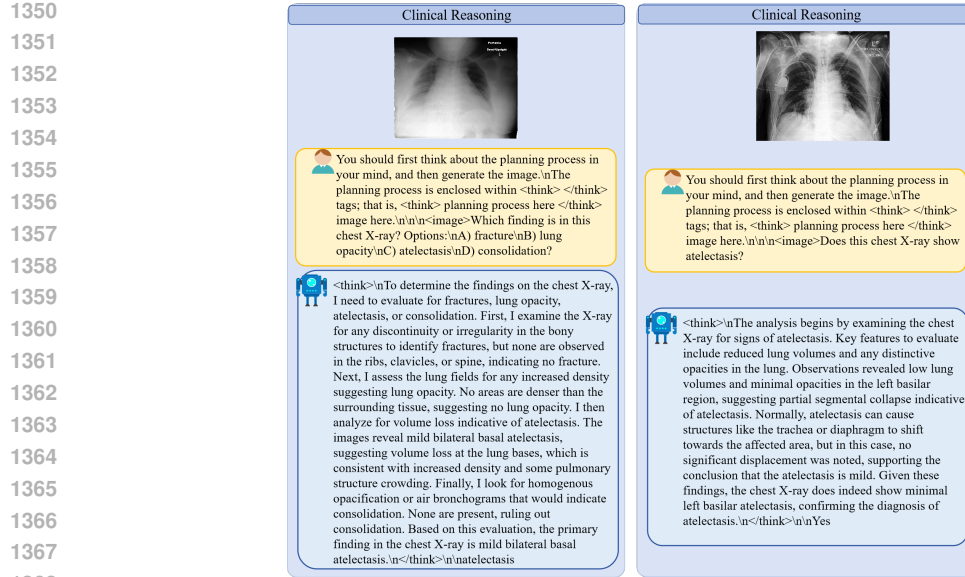 1350
1351
1352
1353
1354
1355
1356
1357
1358
1359
1360
1361
1362
1363
1364
1365
1366
1367
Clinical Reasoning
Portable
Semi-Upright
You should first think about the planning process in
your mind, and then generate the image.\nThe
planning process is enclosed within <think> </think>
tags; that is, <think> planning process here </think>
image here.\n\n\n<image>Which finding is in this
chest X-ray? Options:\nA) fracture\nB) lung
opacity\nC) atelectasis\nD) consolidation?
<think>\nTo determine the findings on the chest X-ray,
I need to evaluate for fractures, lung opacity,
atelectasis, or consolidation. First, I examine the X-ray
for any discontinuity or irregularity in the bony
structures to identify fractures, but none are observed
in the ribs, clavicles, or spine, indicating no fracture.
Next, I assess the lung fields for any increased density
suggesting lung opacity. No areas are denser than the
surrounding tissue, suggesting no lung opacity. I then
analyze for volume loss indicative of atelectasis. The
images reveal mild bilateral basal atelectasis,
suggesting volume loss at the lung bases, which is
consistent with increased density and some pulmonary
structure crowding. Finally, I look for homogenous
opacification or air bronchograms that would indicate
consolidation. None are present, ruling out
consolidation. Based on this evaluation, the primary
finding in the chest X-ray is mild bilateral basal
atelectasis.\n</think>\n\natelectasis
Clinical Reasoning
You should first think about the planning process in
your mind, and then generate the image.\nThe
planning process is enclosed within <think> </think>
tags; that is, <think> planning process here </think>
image here.\n\n\n<image>Does this chest X-ray show
atelectasis?
<think>\nThe analysis begins by examining the chest
X-ray for signs of atelectasis. Key features to evaluate
include reduced lung volumes and any distinctive
opacities in the lung. Observations revealed low lung
volumes and minimal opacities in the left basilar
region, suggesting partial segmental collapse indicative
of atelectasis. Normally, atelectasis can cause
structures like the trachea or diaphragm to shift
towards the affected area, but in this case, no
significant displacement was noted, supporting the
conclusion that the atelectasis is mild. Given these
findings, the chest X-ray does indeed show minimal
left basilar atelectasis, confirming the diagnosis of
atelectasis.\n</think>\n\nYes